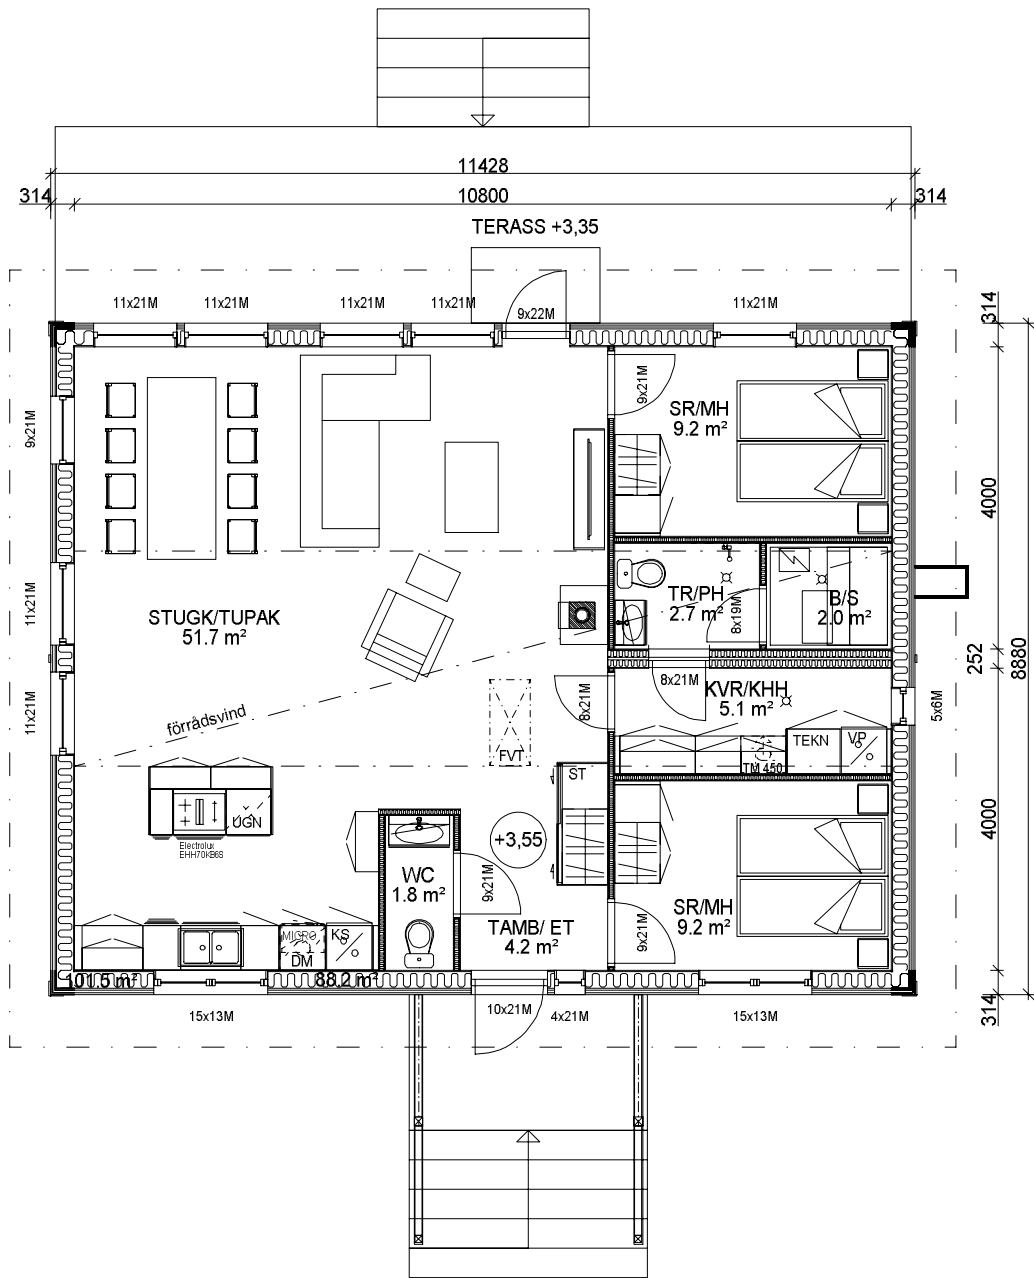 11428
314
10800
314
TERASS +3,35
11x21M
11x21M
11x21M
11x21M
9x22M
11x21M
314
9x21M
9x21M
SR/MH
9.2 m²
4000
11x21M
STUGK/TUPAK
51.7 m²
TR/PH
2.7 m²
8x19M
B/S
2.0 m²
252
8880
11x21M
förrådsvind
8x21M
8x21M
KVR/KHH
5.1 m²
5x6M
FVT
TEKN
VP
TM 450
ST
UGN
Electrolux
EHH70KB6S
+3,55
4000
WC
1.8 m²
9x21M
TAMB/ ET
4.2 m²
9x21M
SR/MH
9.2 m²
MICRO
DM
KS
101.5 m²
88.2 m²
15x13M
10x21M
4x21M
15x13M
314